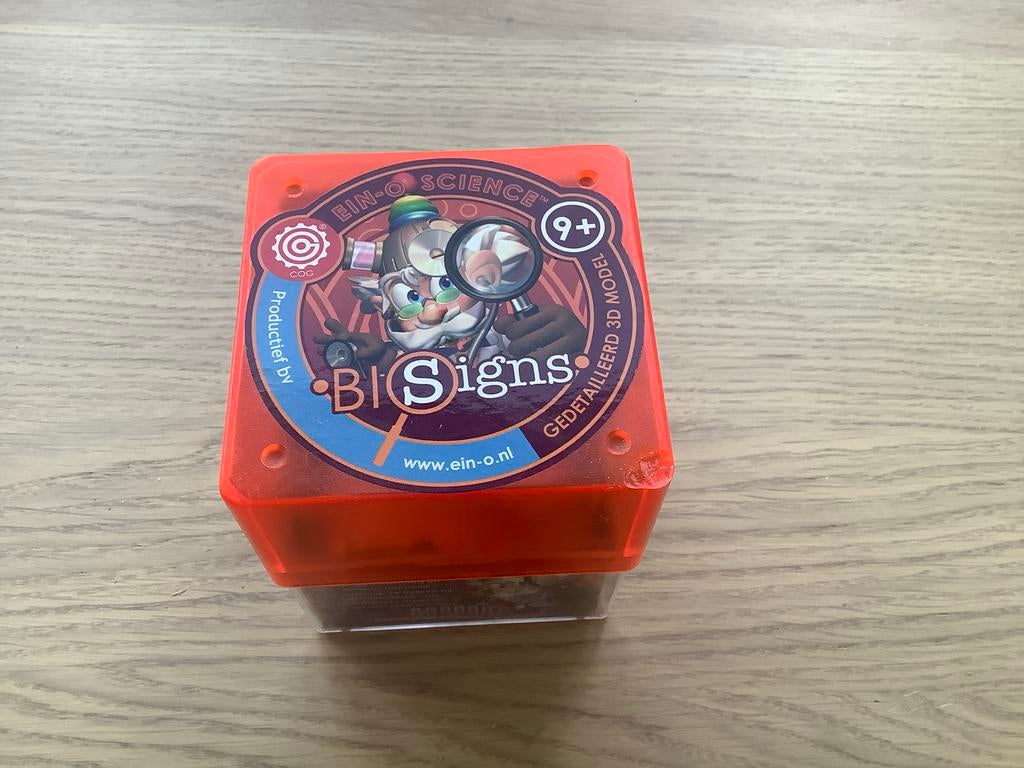 EIN-O SCIENCE™
9+
COG®
Productief bv
BIOSigns
GEDETAILLEERD 3D MODEL
www.ein-o.nl